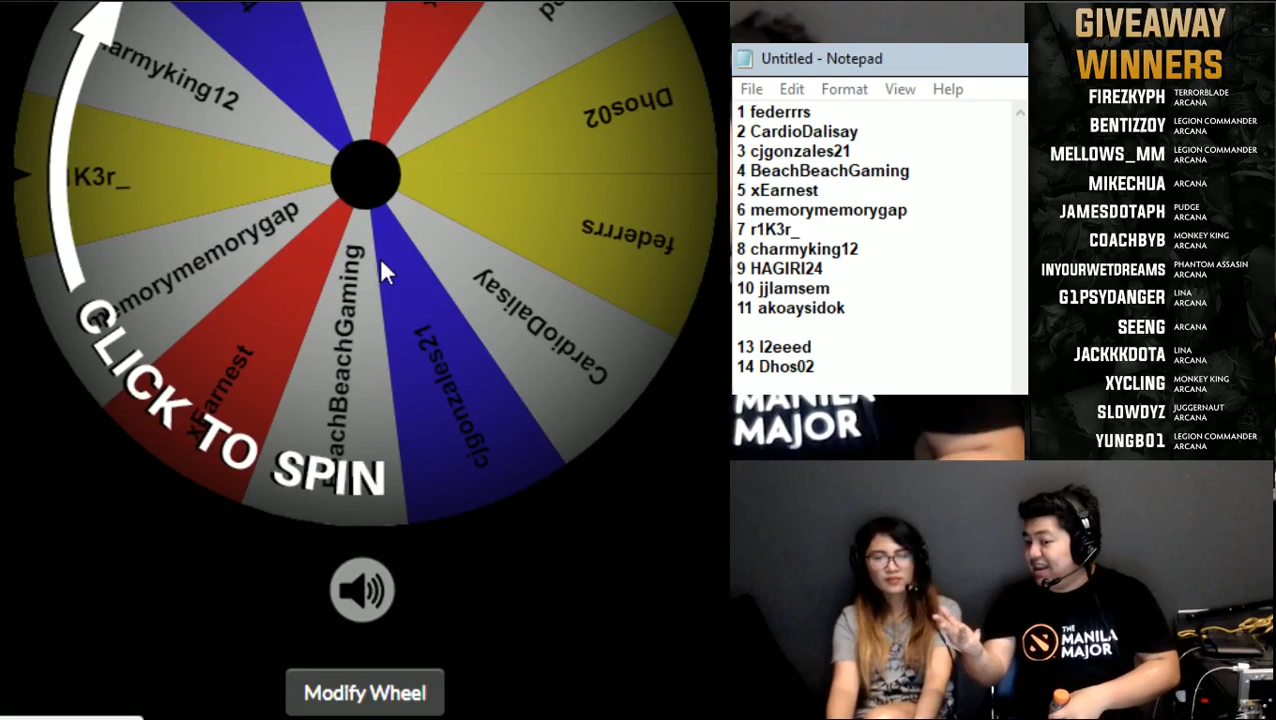 armyking12
1K3r_
emorymemorygap
xEarnest
eachBeachGaming
cjgonzales21
CardioDalisay
federrs
Dhos02
CLICK TO SPIN
Modify Wheel
Untitled - Notepad
File Edit Format View Help
1 federrrs
2 CardioDalisay
3 cjgonzales21
4 BeachBeachGaming
5 xEarnest
6 memorymemorygap
7 r1K3r_
8 charmyking12
9 HAGIRI24
10 jjlamsem
11 akoaysidok
13 l2eeed
14 Dhos02
MANILA
MAJOR
GIVEAWAY
WINNERS
FIREZKYPH TERRORBLADE ARCANA
BENTIZZOY LEGION COMMANDER ARCANA
MELLOWS_MM LEGION COMMANDER ARCANA
MIKECHUA ARCANA
JAMESDOTAPH PUDGE ARCANA
COACHBYB MONKEY KING ARCANA
INYOURWETDREAMS PHANTOM ASSASIN ARCANA
G1PSYDANGER LINA ARCANA
SEENG ARCANA
JACKKKDOTA LINA ARCANA
XYCLING MONKEY KING ARCANA
SLOWDYZ JUGGERNAUT ARCANA
YUNGB01 LEGION COMMANDER ARCANA
THE
MANILA
MAJOR